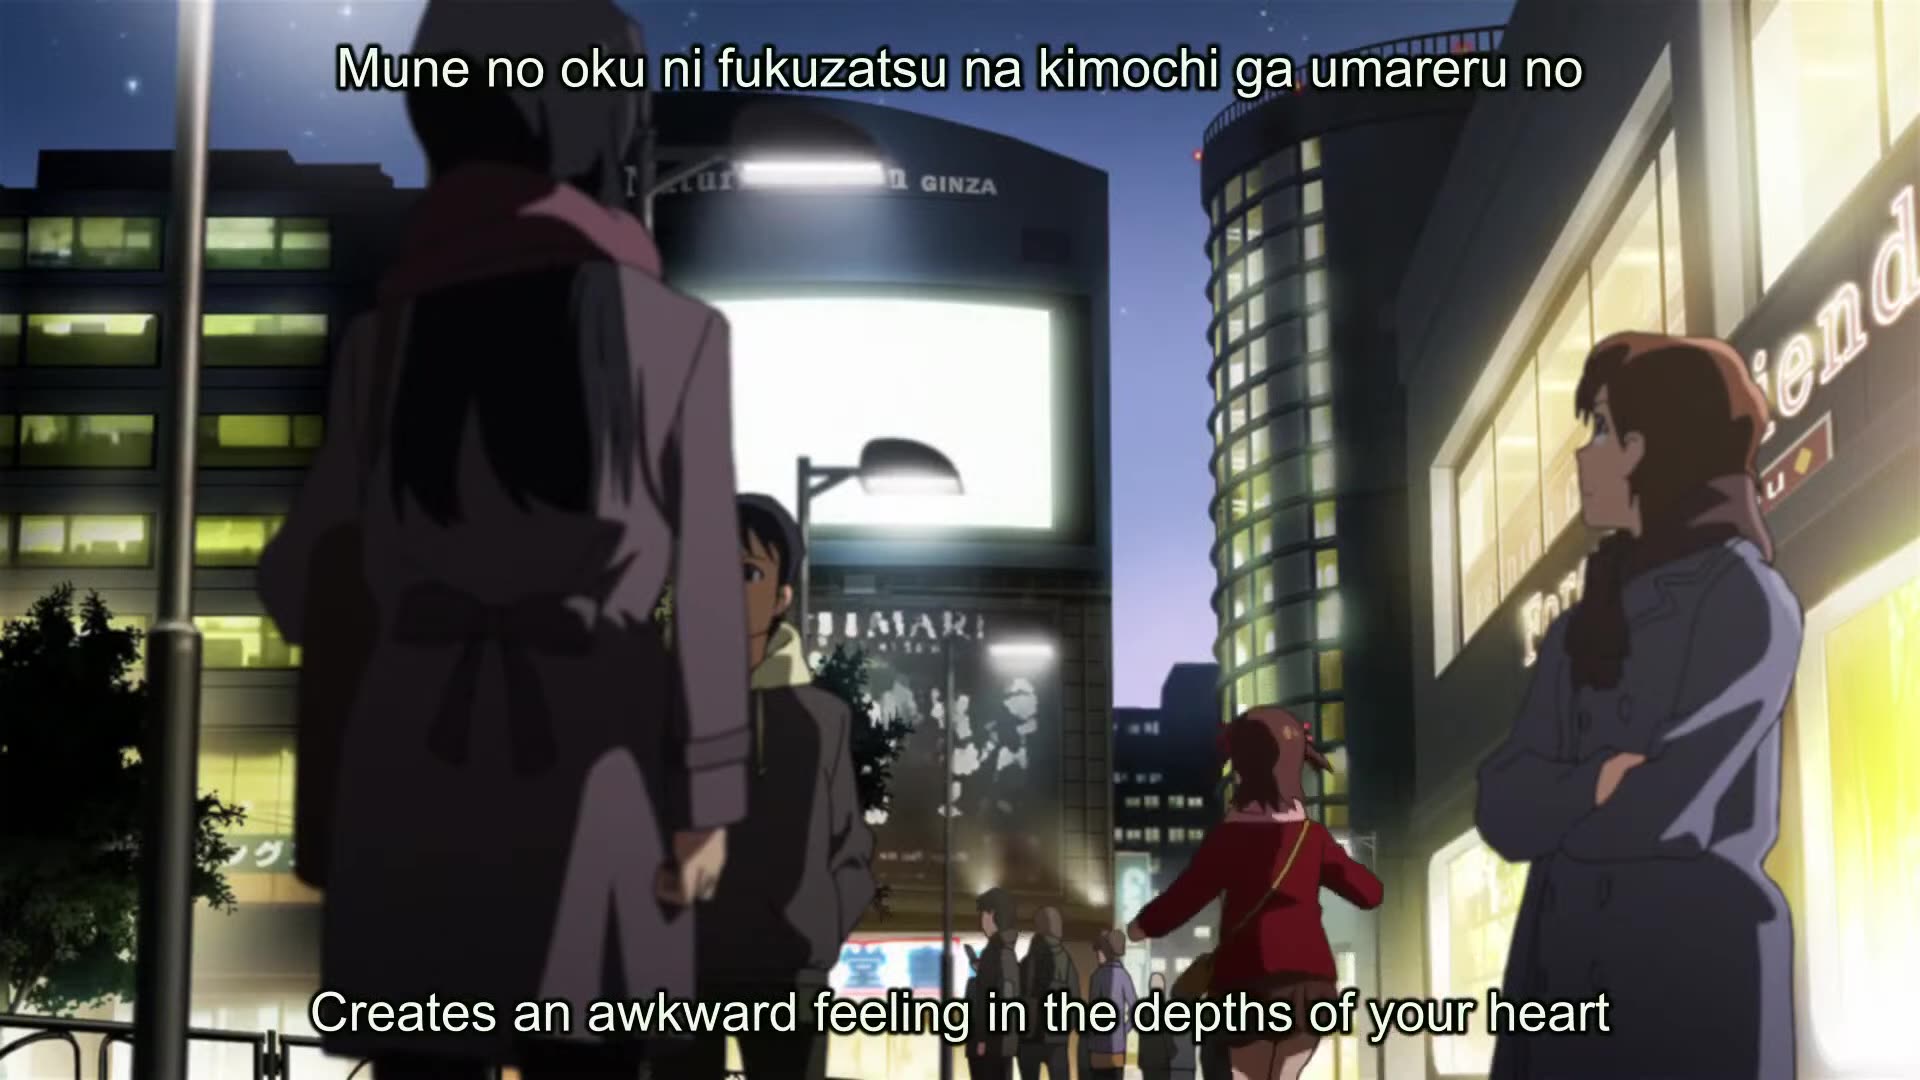 Mune no oku ni fukuzatsu na kimochi ga umareru no
GINZA
iend
Creates an awkward feeling in the depths of your heart